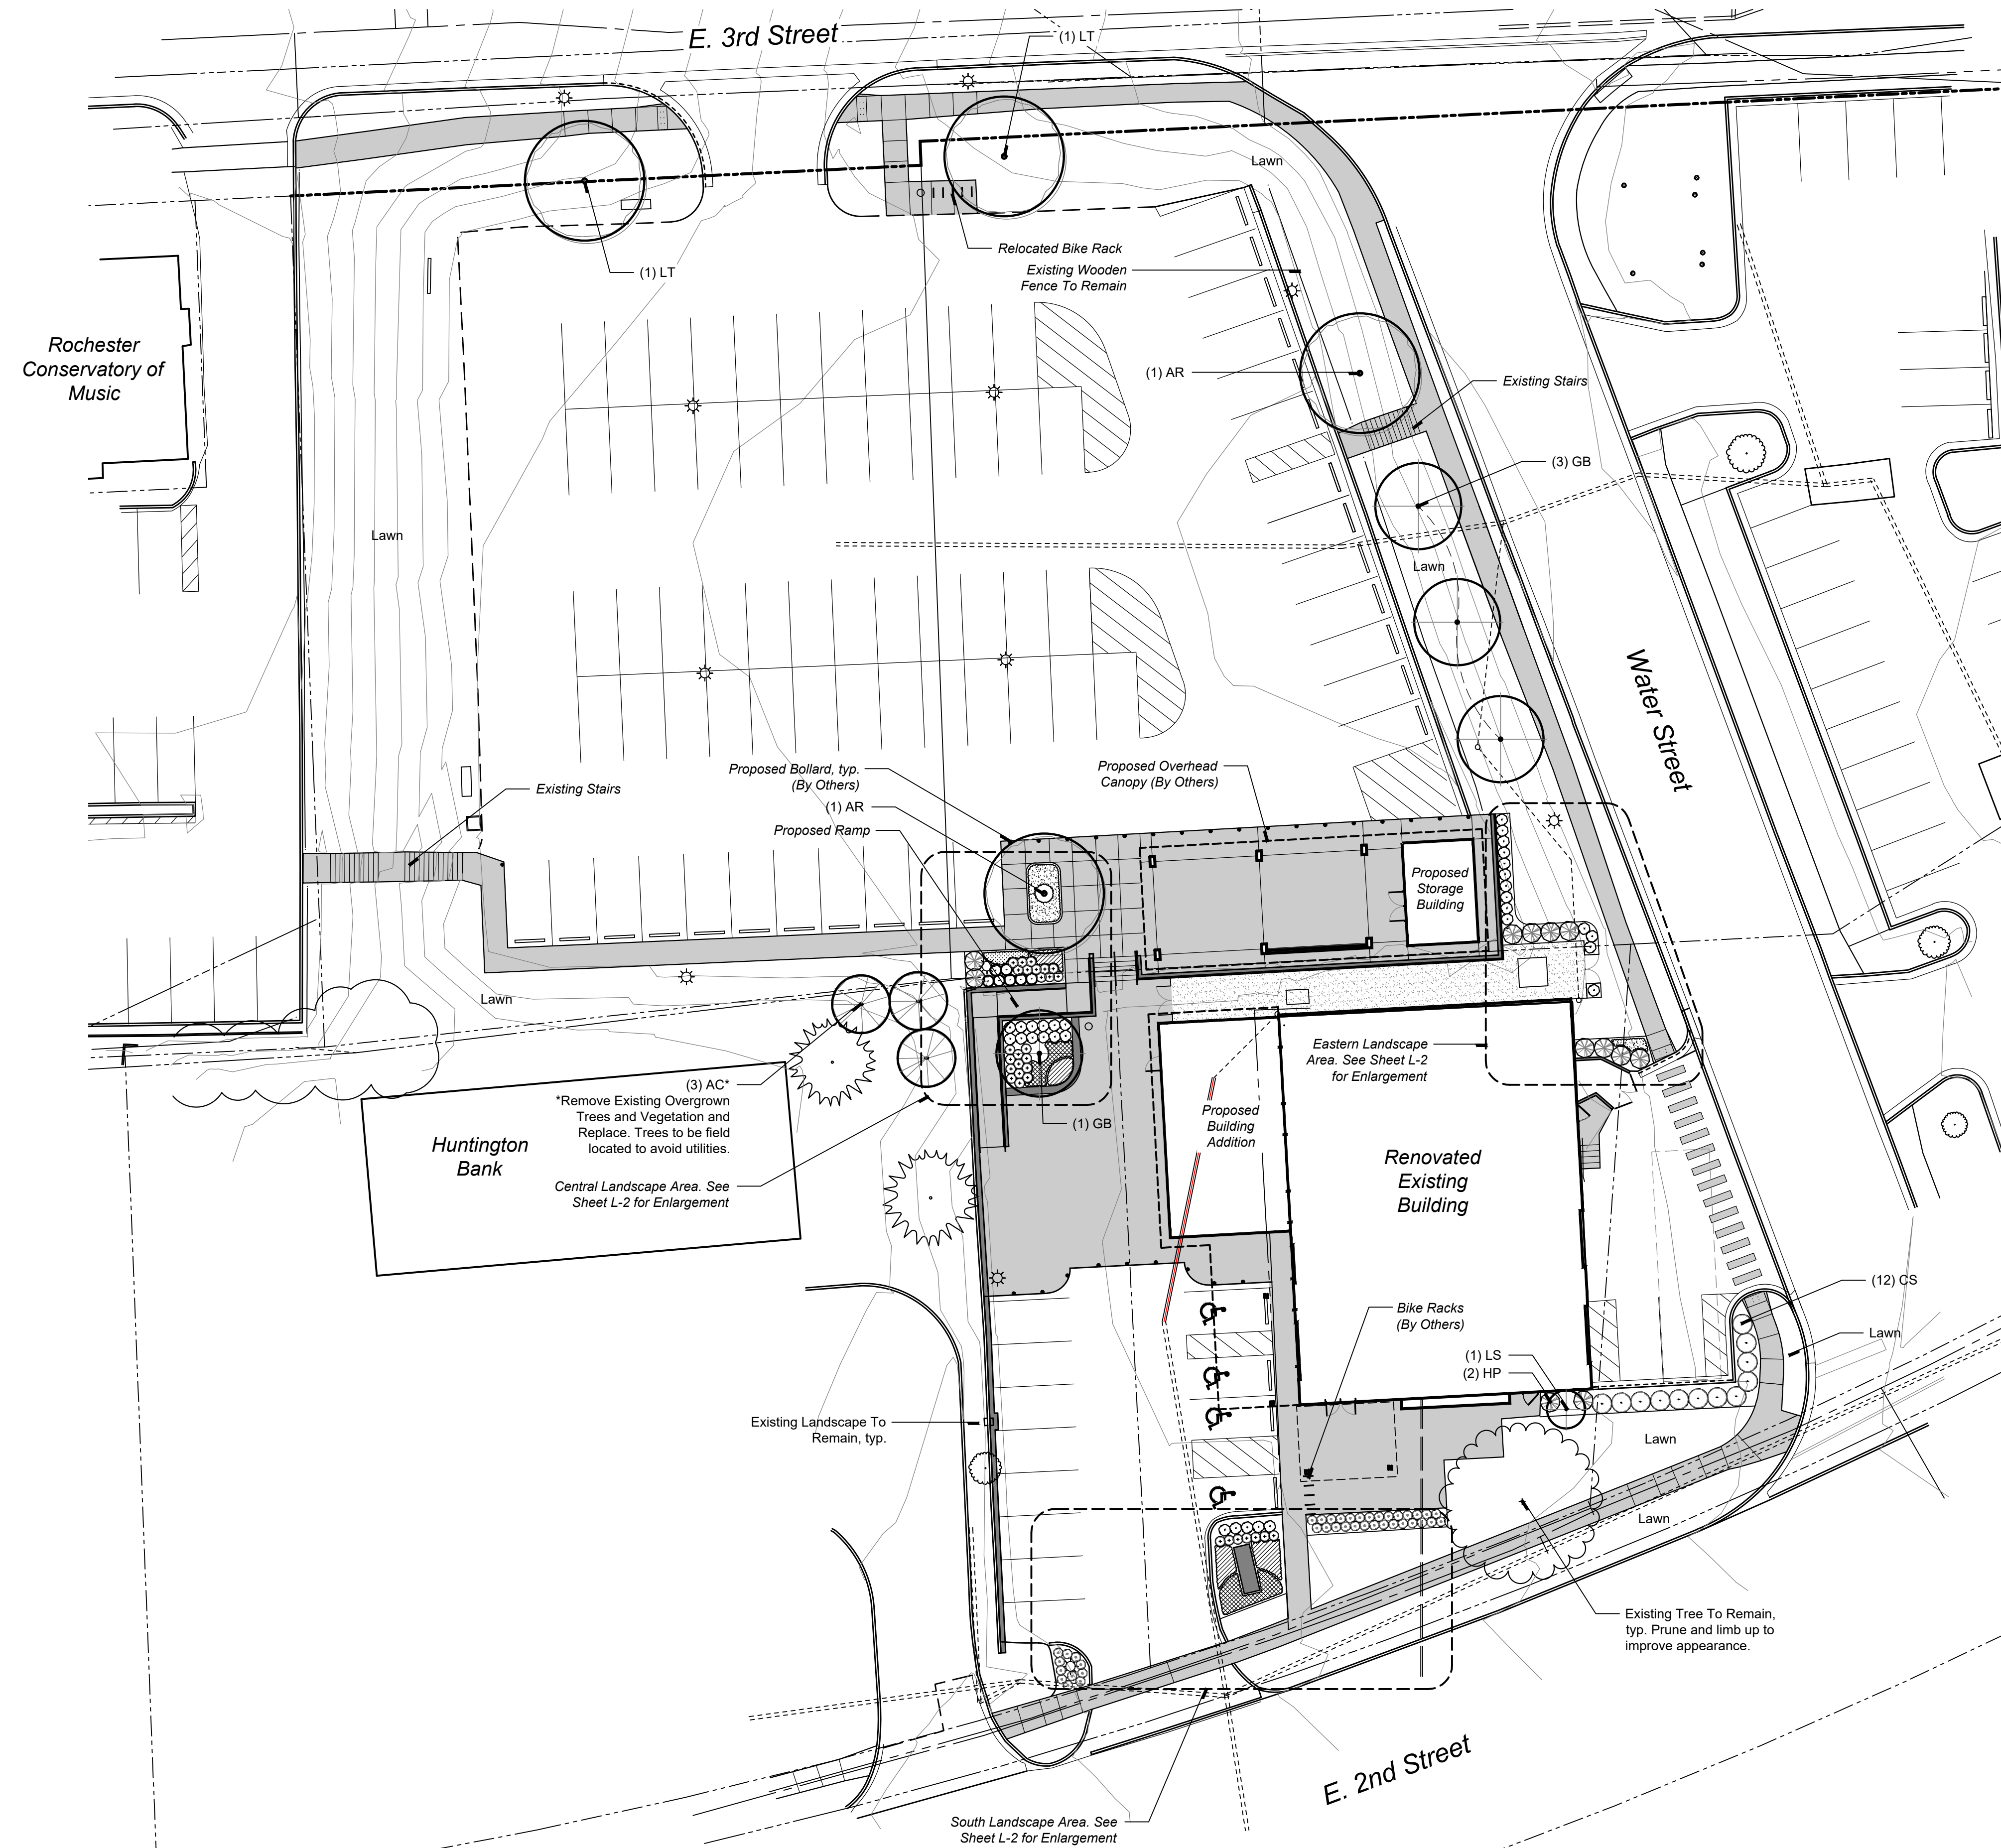 E. 3rd Street
(1) LT
Lawn
Relocated Bike Rack
Existing Wooden
Fence To Remain
(1) LT
Rochester
Conservatory of
Music
(1) AR
Existing Stairs
(3) GB
Lawn
Lawn
Water Street
Proposed Bollard, typ.
(By Others)
Proposed Overhead
Canopy (By Others)
Existing Stairs
(1) AR
Proposed Ramp
Proposed
Storage
Building
Lawn
Eastern Landscape
Area. See Sheet L-2
for Enlargement
(3) AC*
*Remove Existing Overgrown
Trees and Vegetation and
Replace. Trees to be field
located to avoid utilities.
(1) GB
Proposed
Building
Addition
Huntington
Bank
Renovated
Existing
Building
Central Landscape Area. See
Sheet L-2 for Enlargement
(12) CS
Bike Racks
(By Others)
Lawn
(1) LS
(2) HP
Existing Landscape To
Remain, typ.
Lawn
Lawn
Existing Tree To Remain,
typ. Prune and limb up to
improve appearance.
E. 2nd Street
South Landscape Area. See
Sheet L-2 for Enlargement